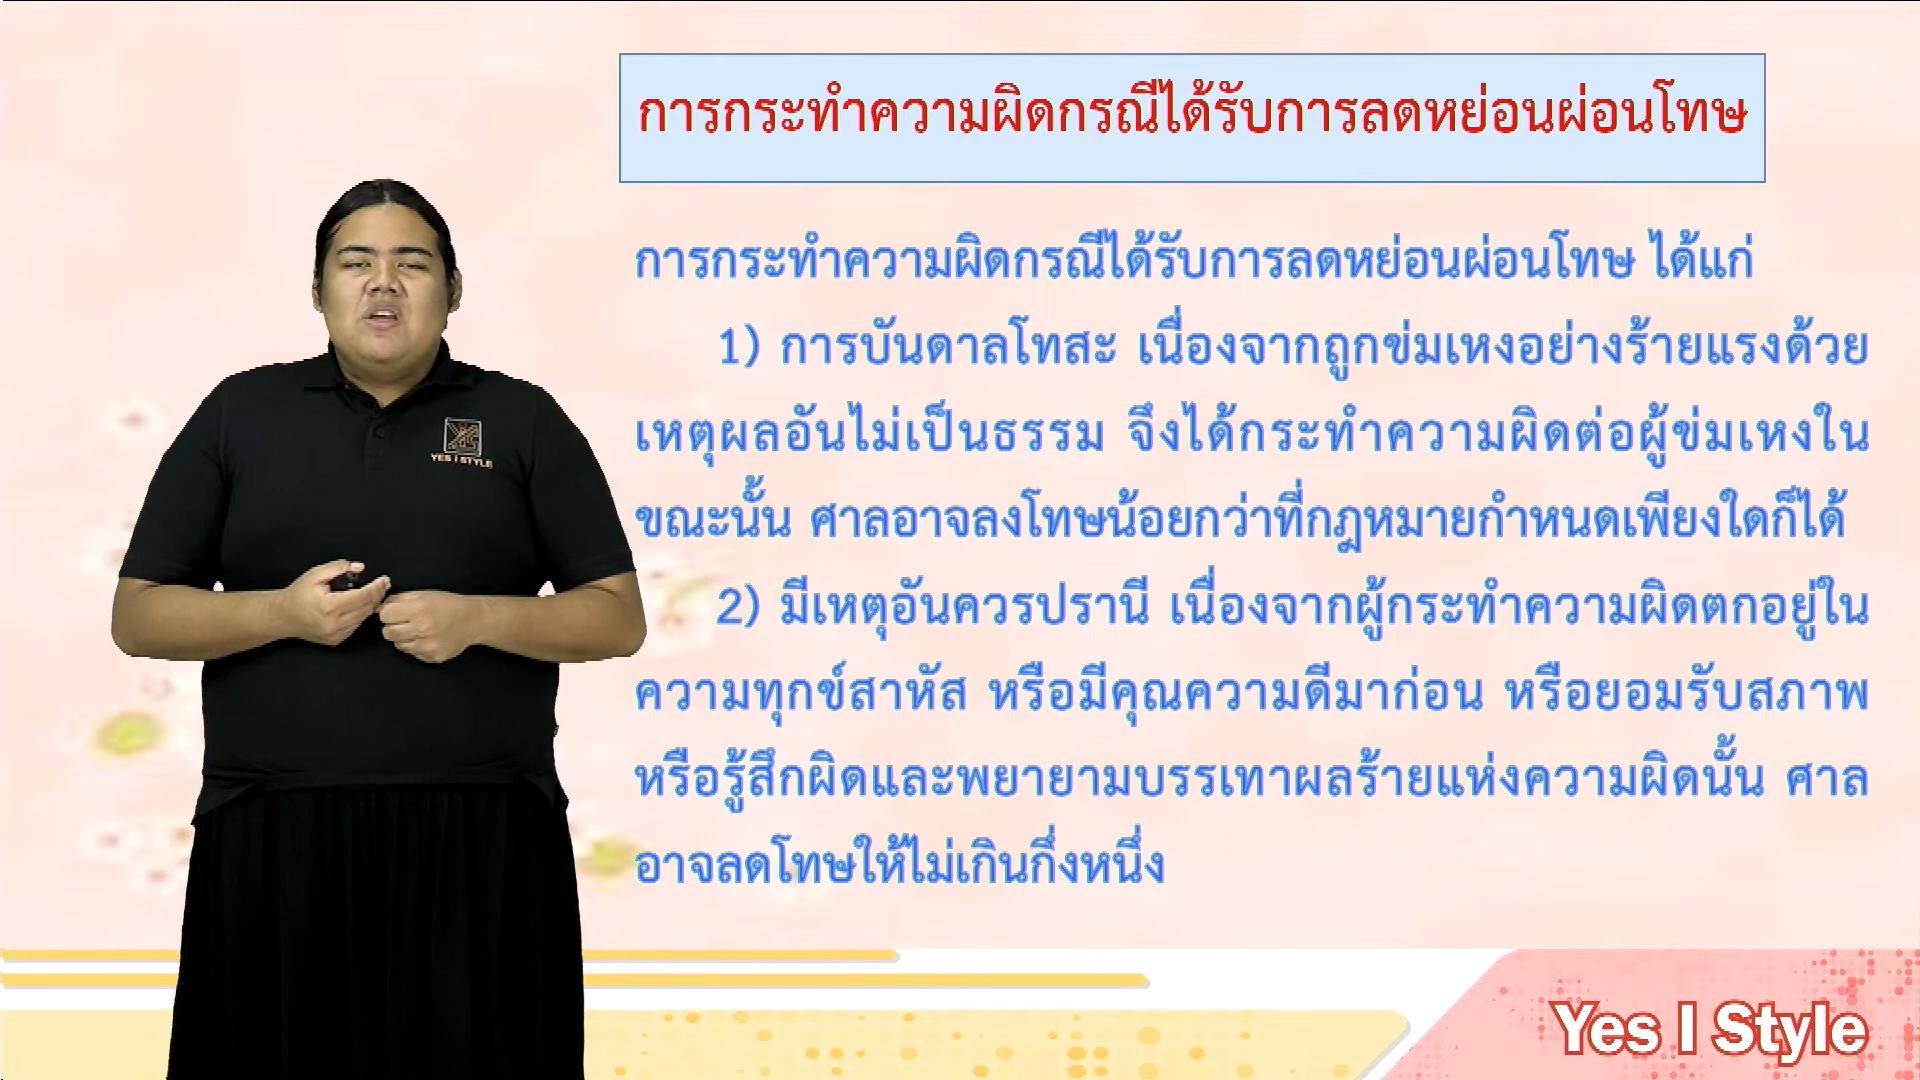 การกระทำความผิดกรณีได้รับการลดหย่อนผ่อนโทษ
การกระทำความผิดกรณีได้รับการลดหย่อนผ่อนโทษ ได้แก่
1) การบันดาลโทสะ เนื่องจากถูกข่มเหงอย่างร้ายแรงด้วย
เหตุผลอันไม่เป็นธรรม จึงได้กระทำความผิดต่อผู้ข่มเหงใน
ขณะนั้น ศาลอาจลงโทษน้อยกว่าที่กฎหมายกำหนดเพียงใดก็ได้
2) มีเหตุอันควรปรานี เนื่องจากผู้กระทำความผิดตกอยู่ใน
ความทุกข์สาหัส หรือมีคุณความดีมาก่อน หรือยอมรับสภาพ
หรือรู้สึกผิดและพยายามบรรเทาผลร้ายแห่งความผิดนั้น ศาล
อาจลดโทษให้ไม่เกินกึ่งหนึ่ง
YES I STYLE
Yes I Style